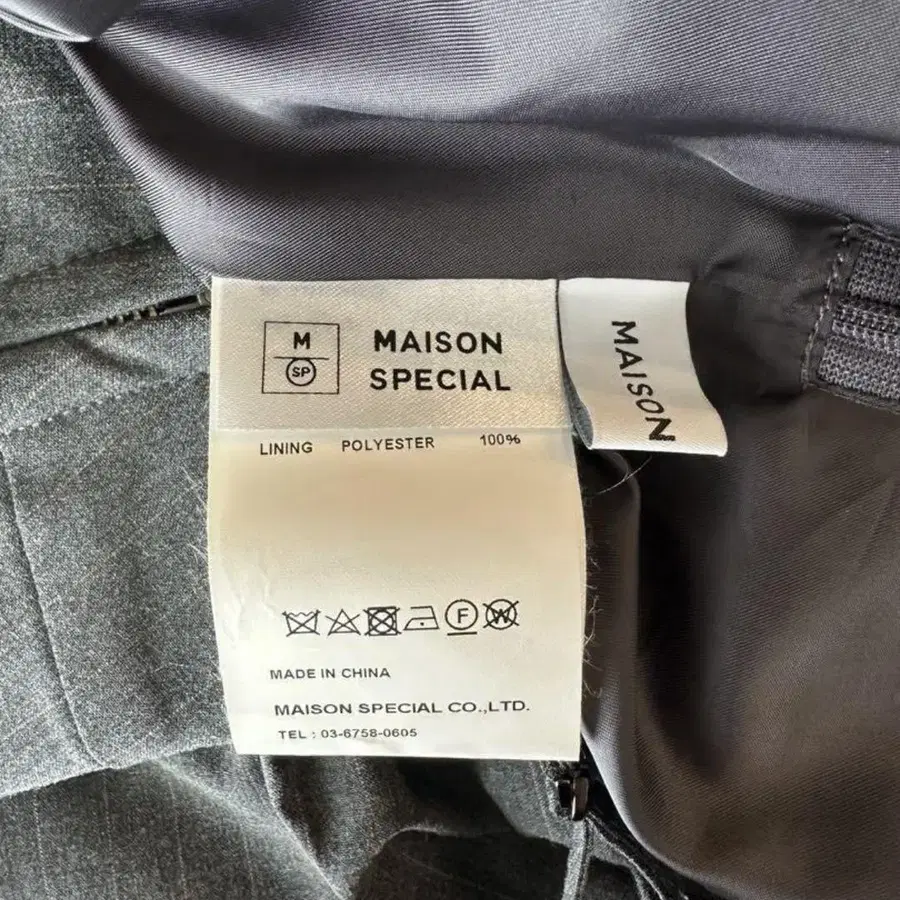 M
SP
MAISON
SPECIAL
MAISON
LINING POLYESTER 100%
F
W
MADE IN CHINA
MAISON SPECIAL CO.,LTD.
TEL : 03-6758-0605